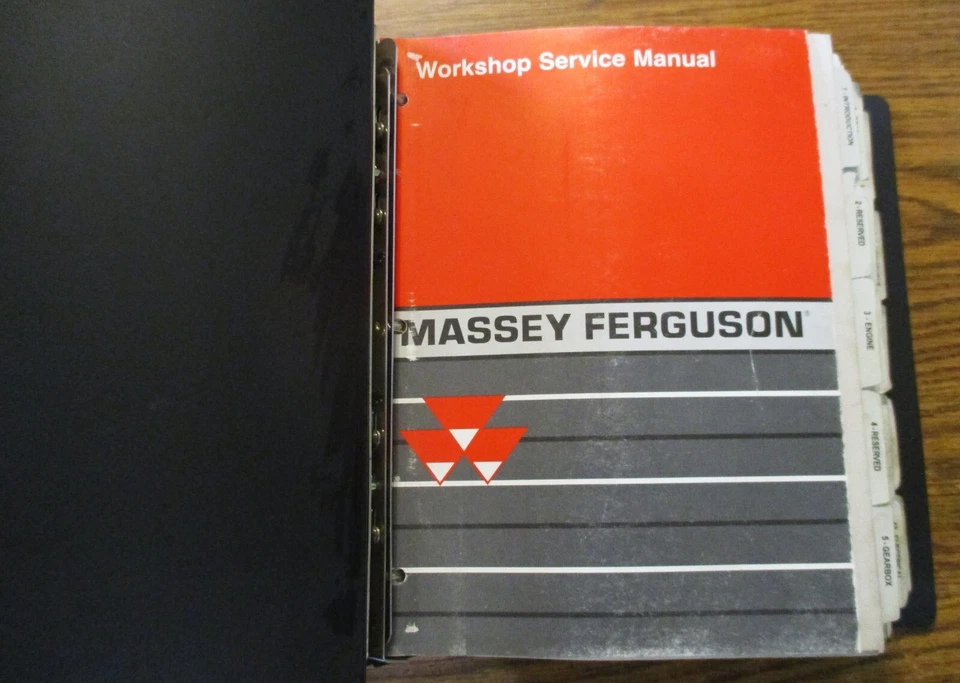 Workshop Service Manual
MASSEY FERGUSON®
1 - INTRODUCTION
2 - RESERVED
3 - ENGINE
4 - RESERVED
5 - GEARBOX